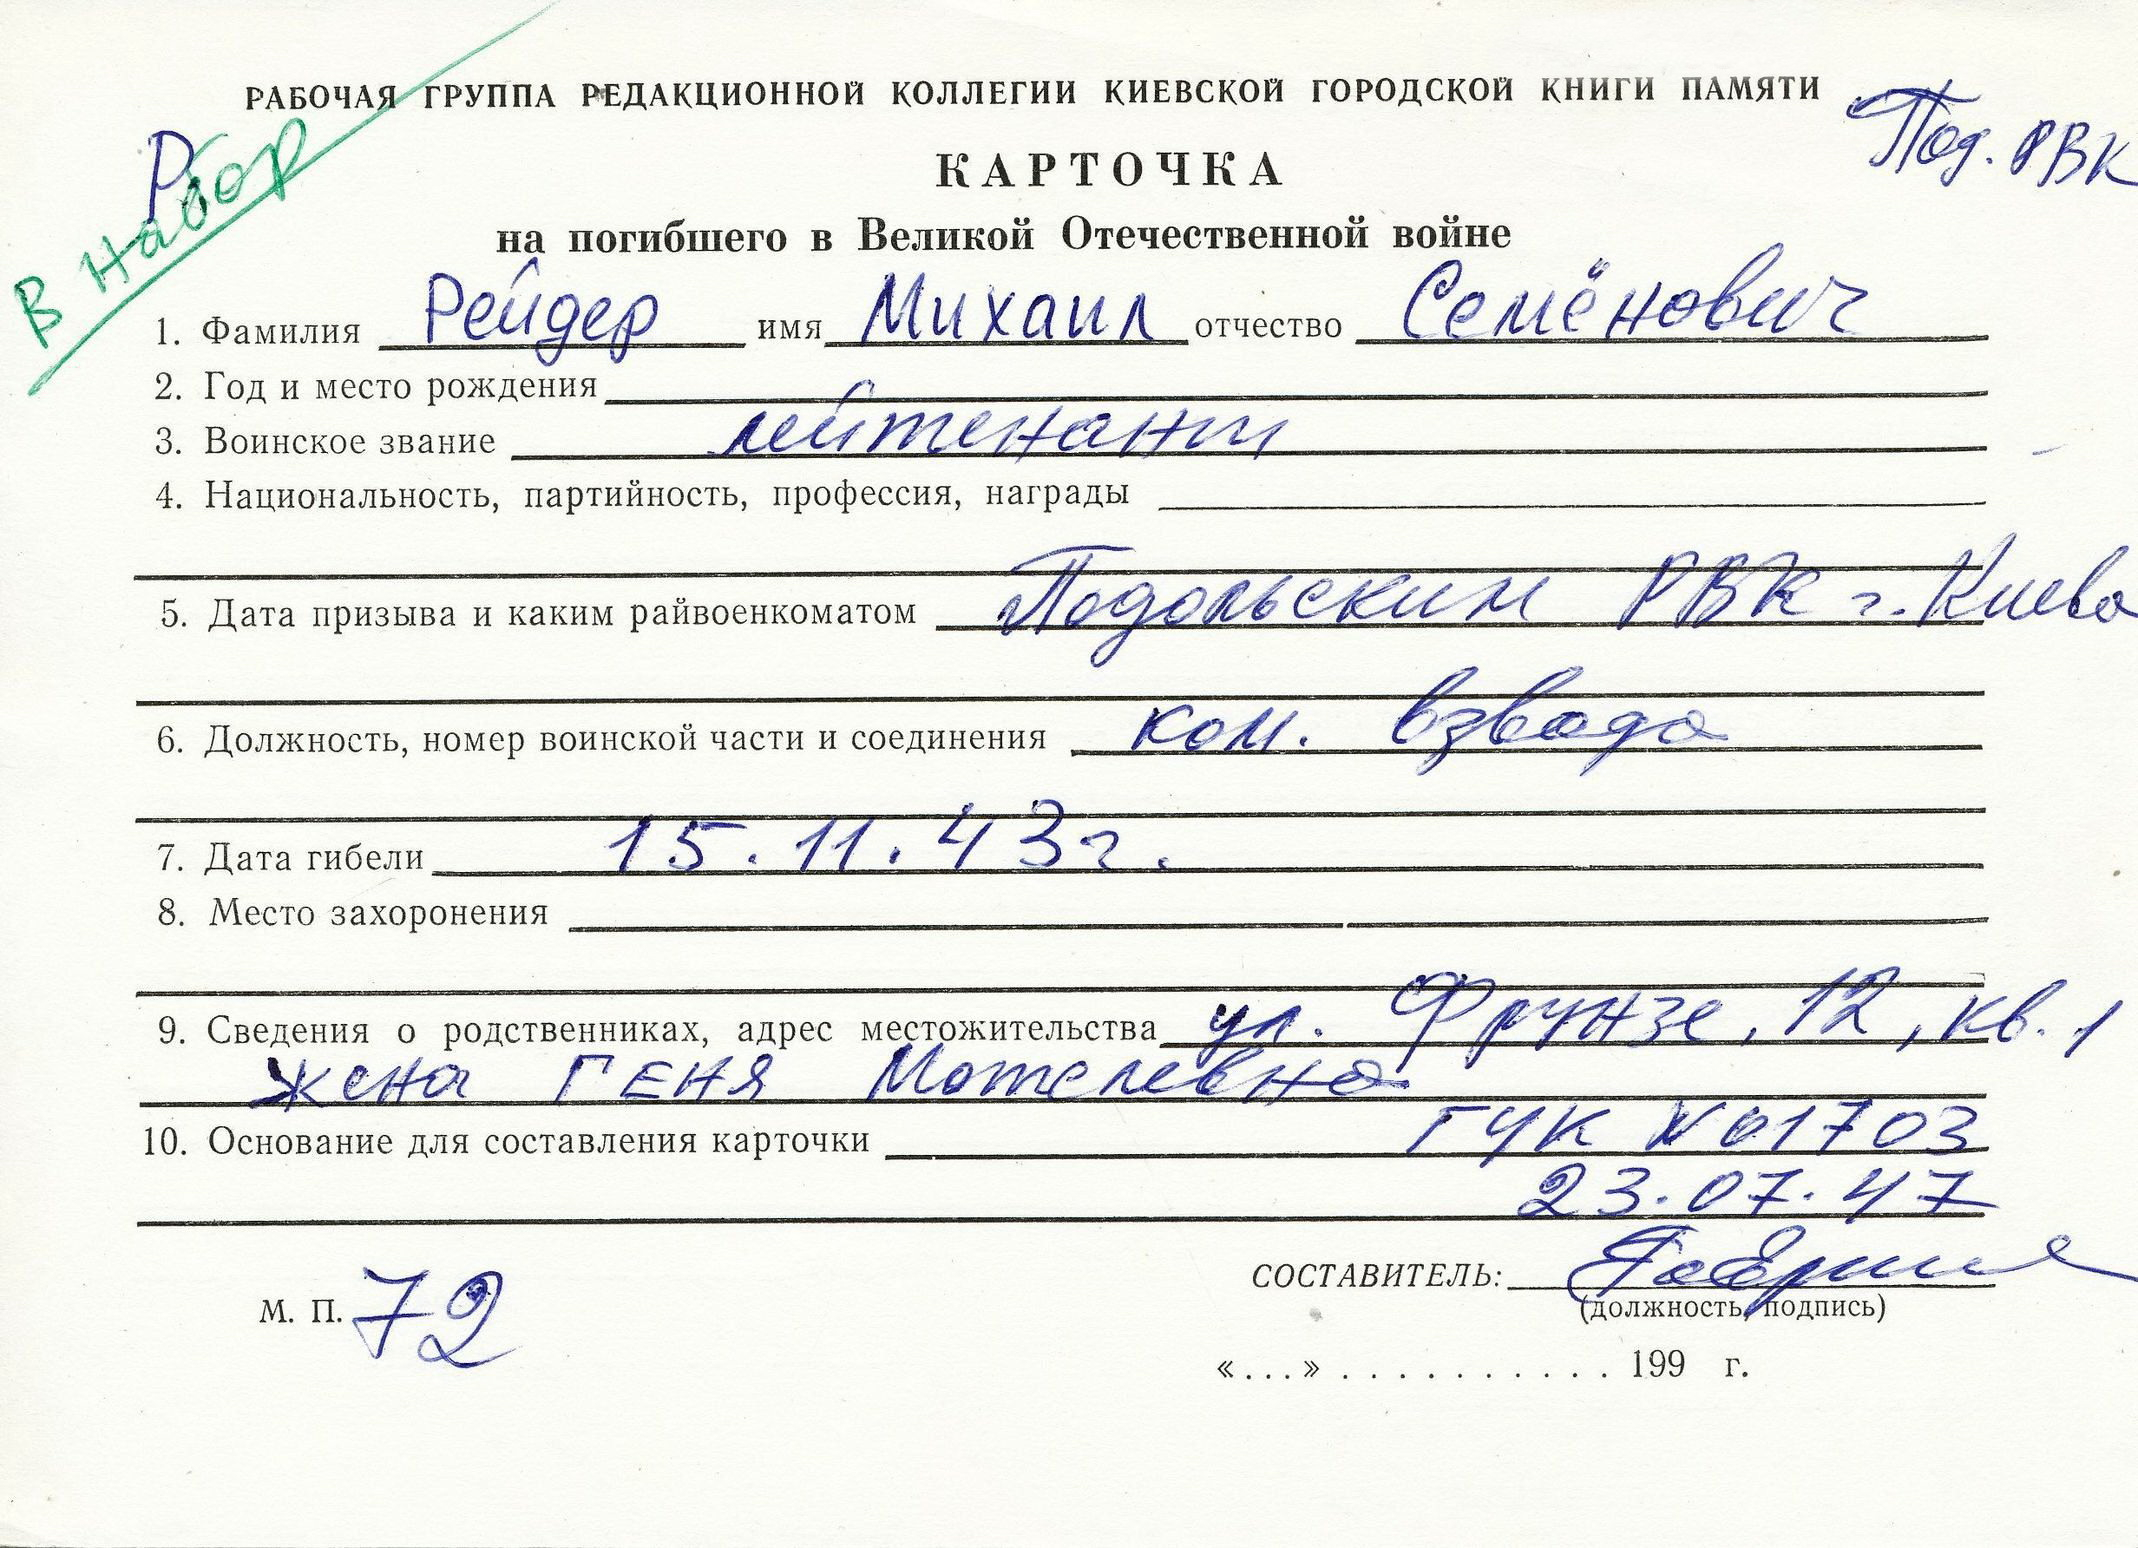 РАБОЧАЯ ГРУППА РЕДАКЦИОННОЙ КОЛЛЕГИИ КИЕВСКОЙ ГОРОДСКОЙ КНИГИ ПАМЯТИ
Р
В набор
Под. РВК
КАРТОЧКА
на погибшего в Великой Отечественной войне
1. Фамилия Рейдер имя Михаил отчество Семёнович
2. Год и место рождения
3. Воинское звание лейтенант
4. Национальность, партийность, профессия, награды
5. Дата призыва и каким райвоенкоматом Подольским РВК г. Киева
6. Должность, номер воинской части и соединения ком. взвода
7. Дата гибели 15.11.43г.
8. Место захоронения
9. Сведения о родственниках, адрес местожительства ул. Фрунзе, 12, кв. 1
жена Геня Мотелевна
10. Основание для составления карточки ГУК N 01703
23.07.47
СОСТАВИТЕЛЬ:
(должность, подпись)
М. П. 72
«...» . . . . . . . . . . . 199 г.